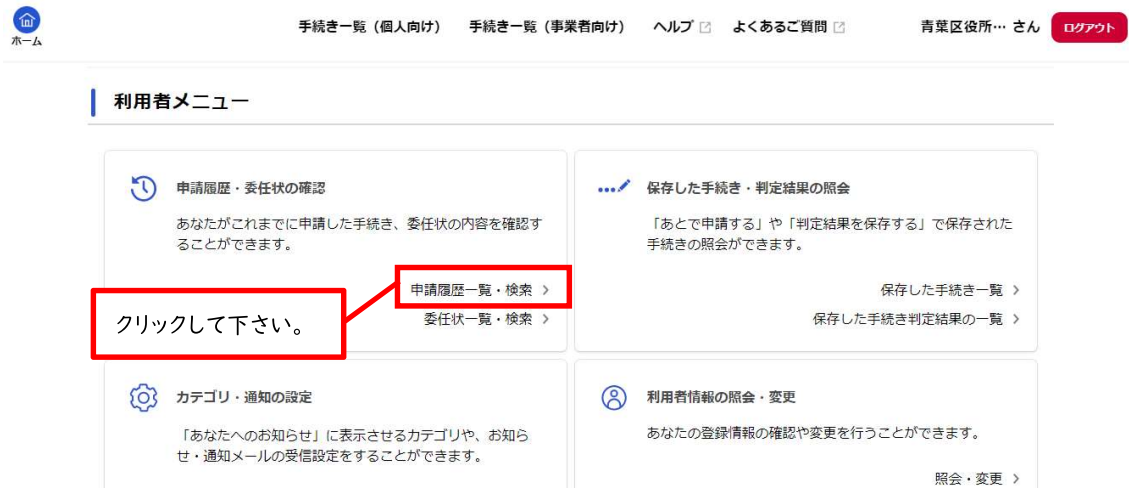 ホーム
手続き一覧（個人向け） 手続き一覧（事業者向け） ヘルプ よくあるご質問 青葉区役所… さん ログアウト
利用者メニュー
申請履歴・委任状の確認
あなたがこれまでに申請した手続き、委任状の内容を確認す
ることができます。
申請履歴一覧・検索
委任状一覧・検索
クリックして下さい。
保存した手続き・判定結果の照会
「あとで申請する」や「判定結果を保存する」で保存された
手続きの照会ができます。
保存した手続き一覧
保存した手続き判定結果の一覧
カテゴリ・通知の設定
「あなたへのお知らせ」に表示させるカテゴリや、お知ら
せ・通知メールの受信設定をすることができます。
利用者情報の照会・変更
あなたの登録情報の確認や変更を行うことができます。
照会・変更